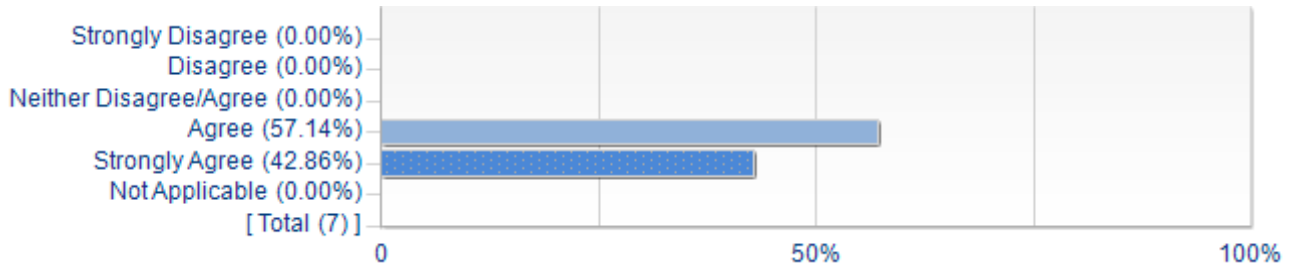 Strongly Disagree (0.00%)
Disagree (0.00%)
Neither Disagree/Agree (0.00%)
Agree (57.14%)
Strongly Agree (42.86%)
Not Applicable (0.00%)
[ Total (7) ]
0 50% 100%